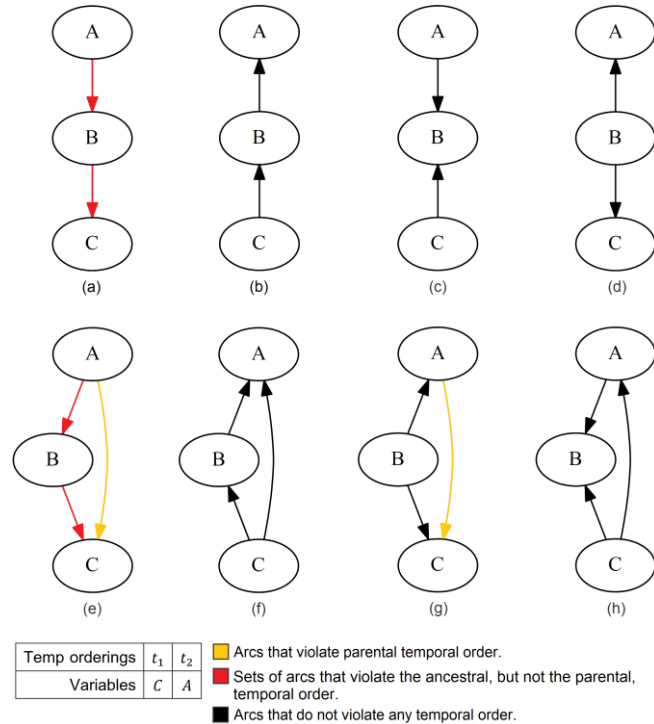 A A A A
B B B B
C C C C
(a) (b) (c) (d)
A A A A
B B B B
C C C C
(e) (f) (g) (h)
Temp orderings t₁ t₂
Variables C A
Arcs that violate parental temporal order.
Sets of arcs that violate the ancestral, but not the parental,
temporal order.
Arcs that do not violate any temporal order.